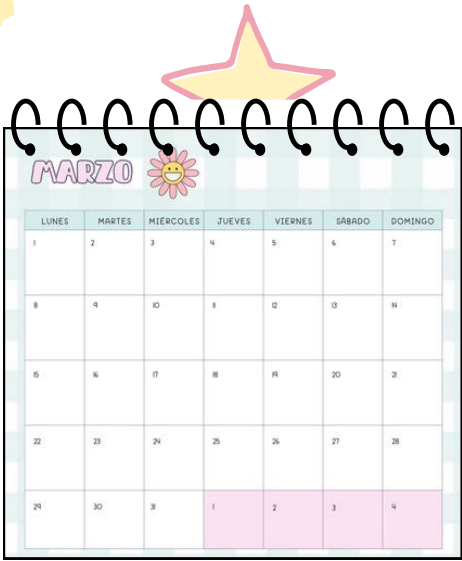 MARZO
LUNES MARTES MIÉRCOLES JUEVES VIERNES SÁBADO DOMINGO
1 2 3 4 5 6 7
8 9 10 11 12 13 14
15 16 17 18 19 20 21
22 23 24 25 26 27 28
29 30 31 1 2 3 4